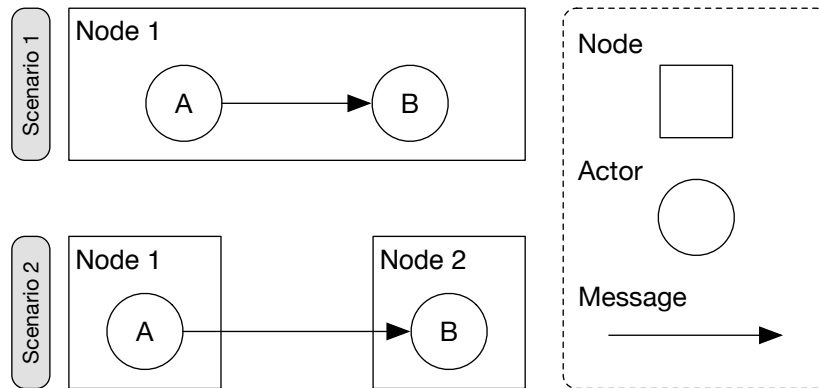 Scenario 1
Node 1
A
B
Scenario 2
Node 1
A
Node 2
B
Node
Actor
Message